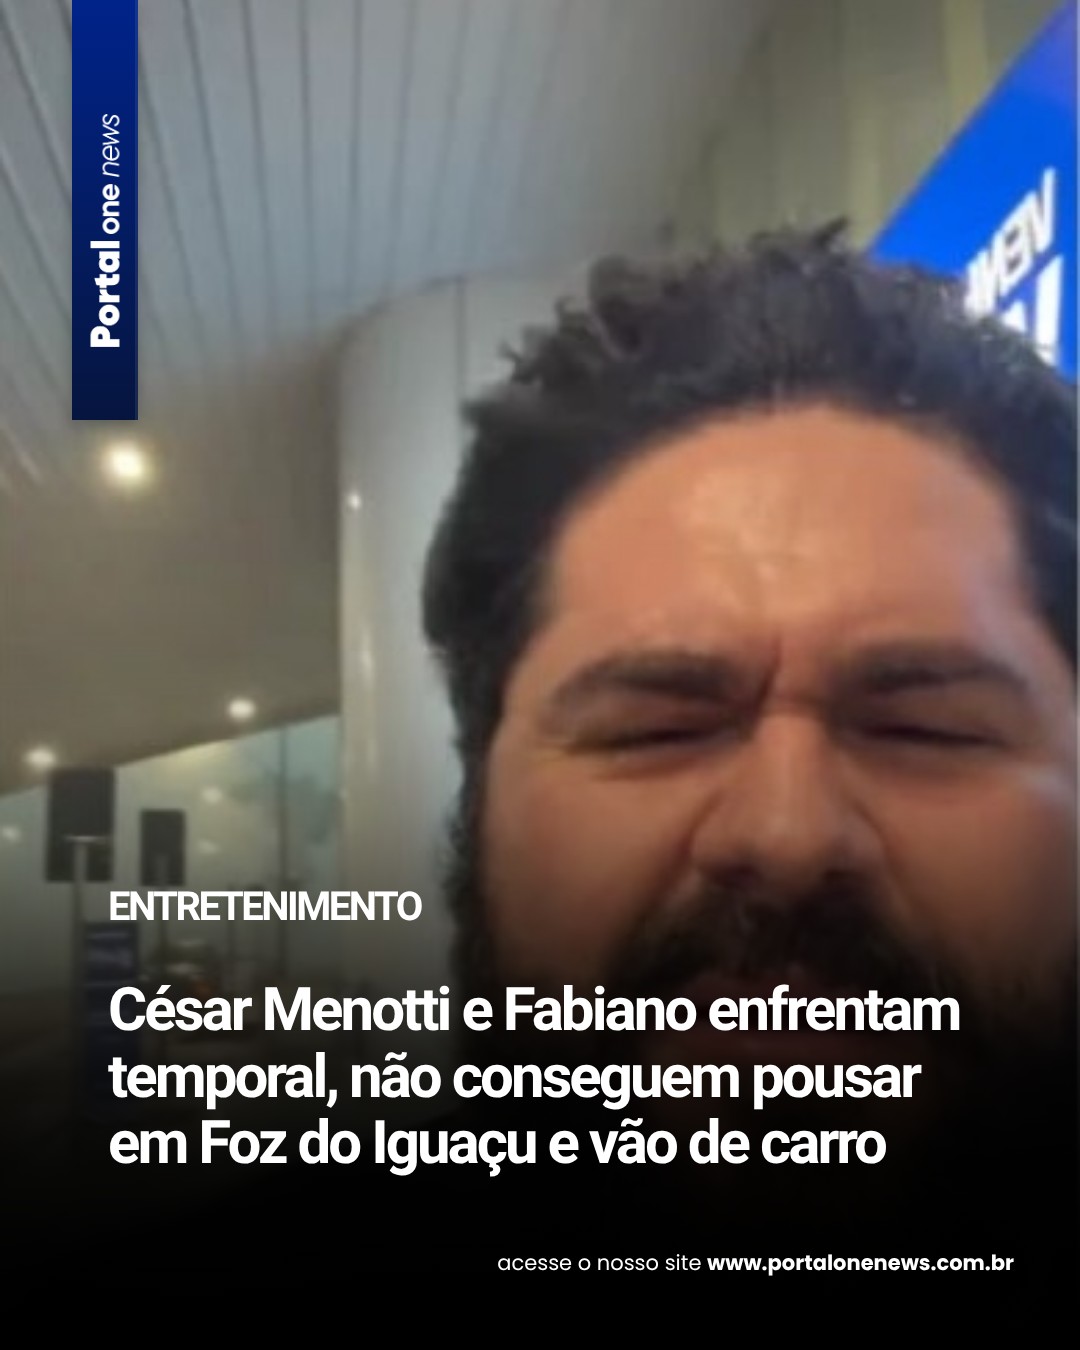 Portal one news
ENTRETENIMENTO
César Menotti e Fabiano enfrentam
temporal, não conseguem pousar
em Foz do Iguaçu e vão de carro
acesse o nosso site www.portalonenews.com.br